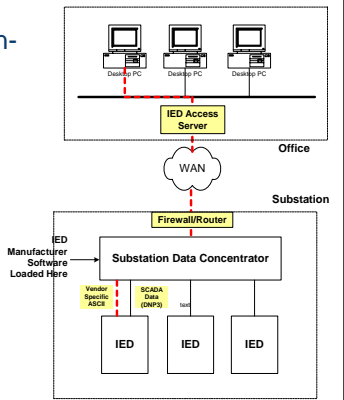 n-
Desktop PC
Desktop PC
Desktop PC
IED Access
Server
Office
WAN
Substation
Firewall/Router
IED
Manufacturer
Software
Loaded Here
Substation Data Concentrator
Vendor
Specific
ASCII
SCADA
Data
(DNP3)
text
IED
IED
IED